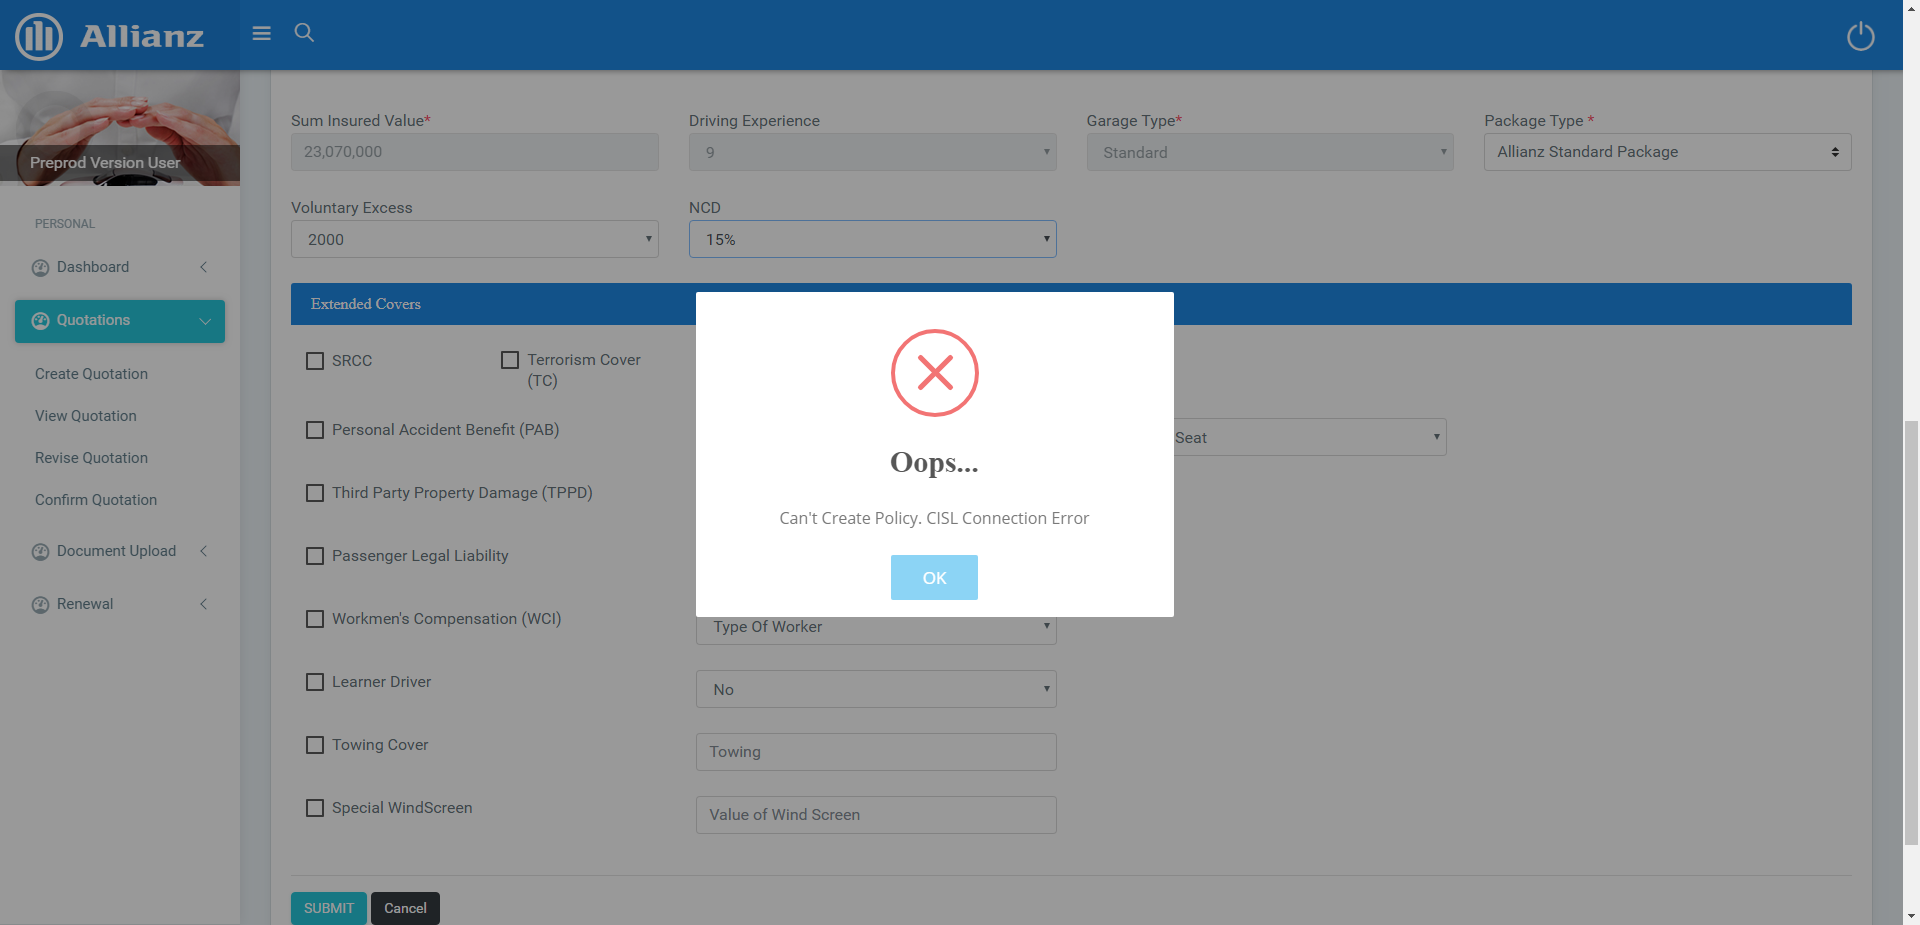 Allianz
Preprod Version User
PERSONAL
Dashboard
Quotations
Create Quotation
View Quotation
Revise Quotation
Confirm Quotation
Document Upload
Renewal
Sum Insured Value*
Driving Experience
Garage Type*
Package Type *
23,070,000
9
Standard
Allianz Standard Package
Voluntary Excess
NCD
2000
15%
Extended Covers
SRCC
Terrorism Cover
(TC)
Personal Accident Benefit (PAB)
Seat
Third Party Property Damage (TPPD)
Passenger Legal Liability
Workmen's Compensation (WCI)
Type Of Worker
Learner Driver
No
Towing Cover
Towing
Special WindScreen
Value of Wind Screen
SUBMIT
Cancel
Oops...
Can't Create Policy. CISL Connection Error
OK